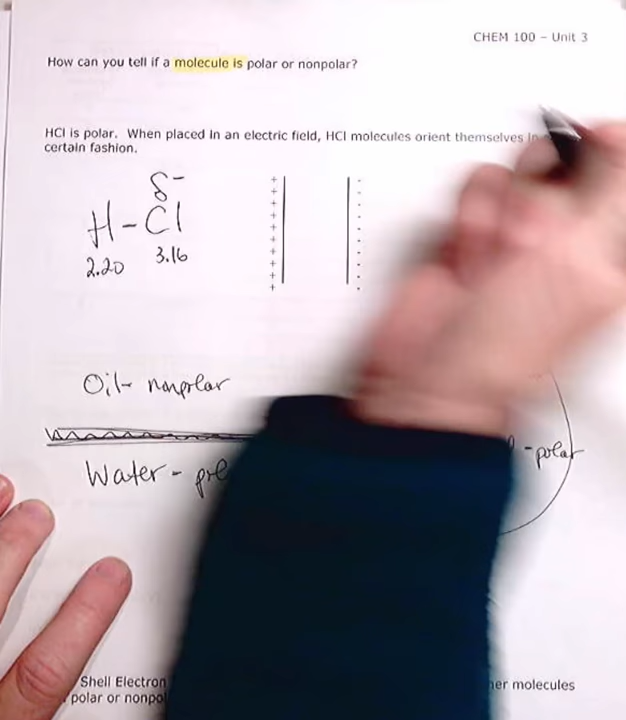 CHEM 100 – Unit 3
How can you tell if a molecule is polar or nonpolar?
HCl is polar. When placed in an electric field, HCl molecules orient themselves in
certain fashion.
δ-
H-Cl
2.20 3.16
Oil- nonpolar
-polar
Water -
Shell Electron
molecules
polar or